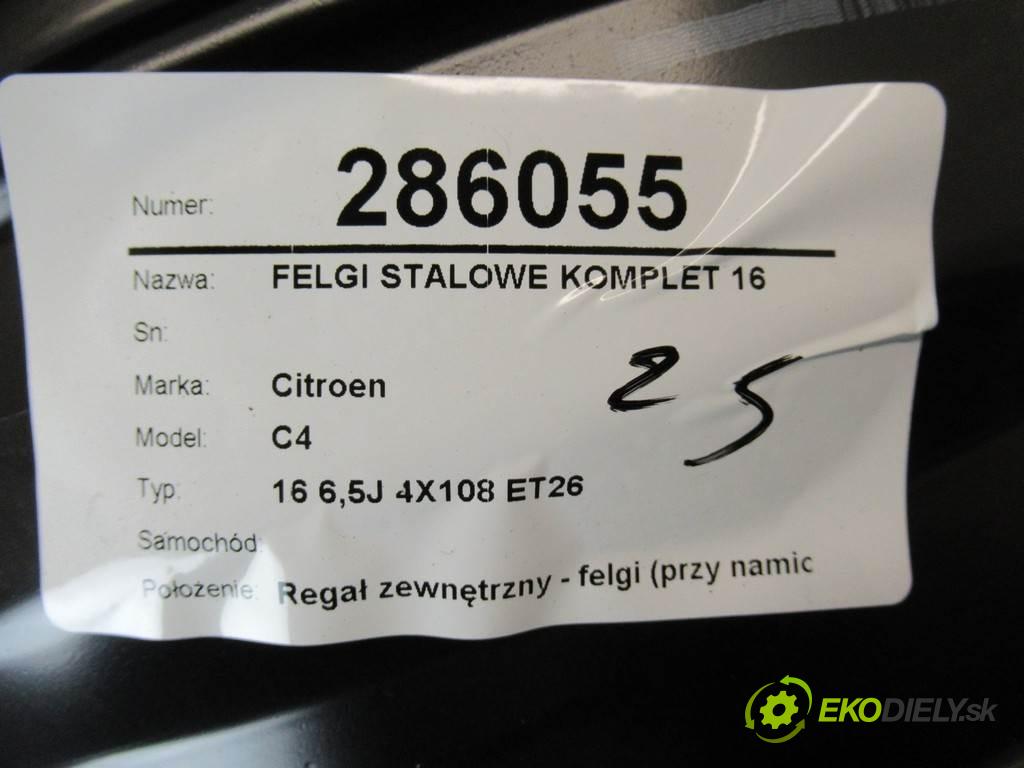 Numer: 286055
Nazwa: FELGI STALOWE KOMPLET 16
Sn:
Marka: Citroen
25
Model: C4
Typ: 16 6,5J 4X108 ET26
Samochód:
Położenie: Regał zewnętrzny - felgi (przy namic
EKODIELY.sk